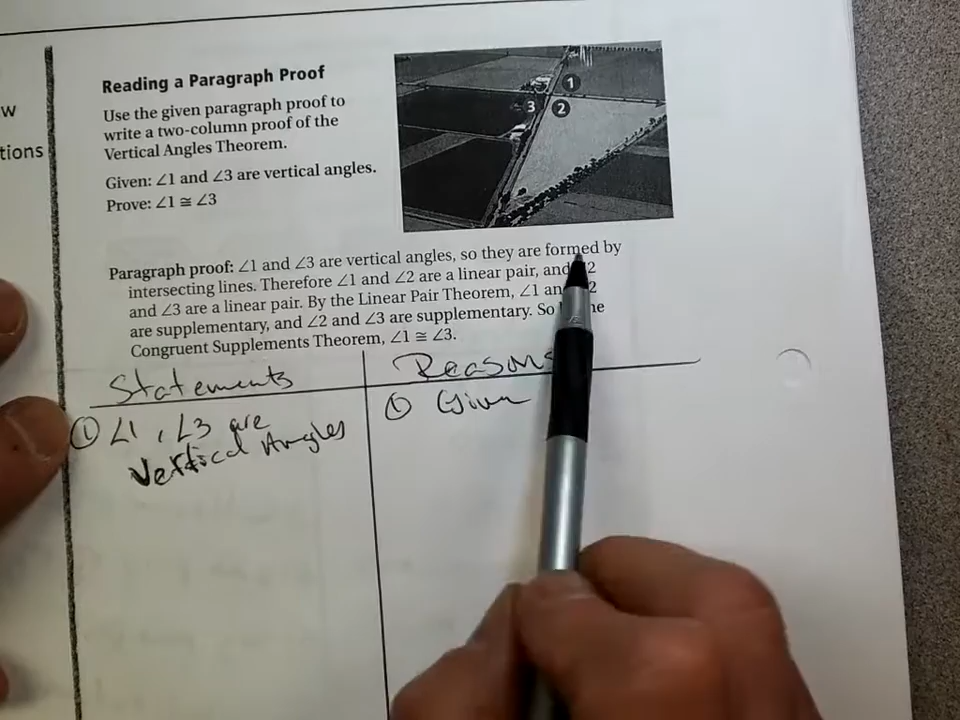 Reading a Paragraph Proof
w
Use the given paragraph proof to
write a two-column proof of the
tions
Vertical Angles Theorem.
Given: ∠1 and ∠3 are vertical angles.
Prove: ∠1 ≅ ∠3
1
3 2
Paragraph proof: ∠1 and ∠3 are vertical angles, so they are formed by
intersecting lines. Therefore ∠1 and ∠2 are a linear pair, and 2
and ∠3 are a linear pair. By the Linear Pair Theorem, ∠1 an 2
are supplementary, and ∠2 and ∠3 are supplementary. So
Congruent Supplements Theorem, ∠1 ≅ ∠3.
Statements Reasons
① ∠1, ∠3 are ① Given
Vertical Angles